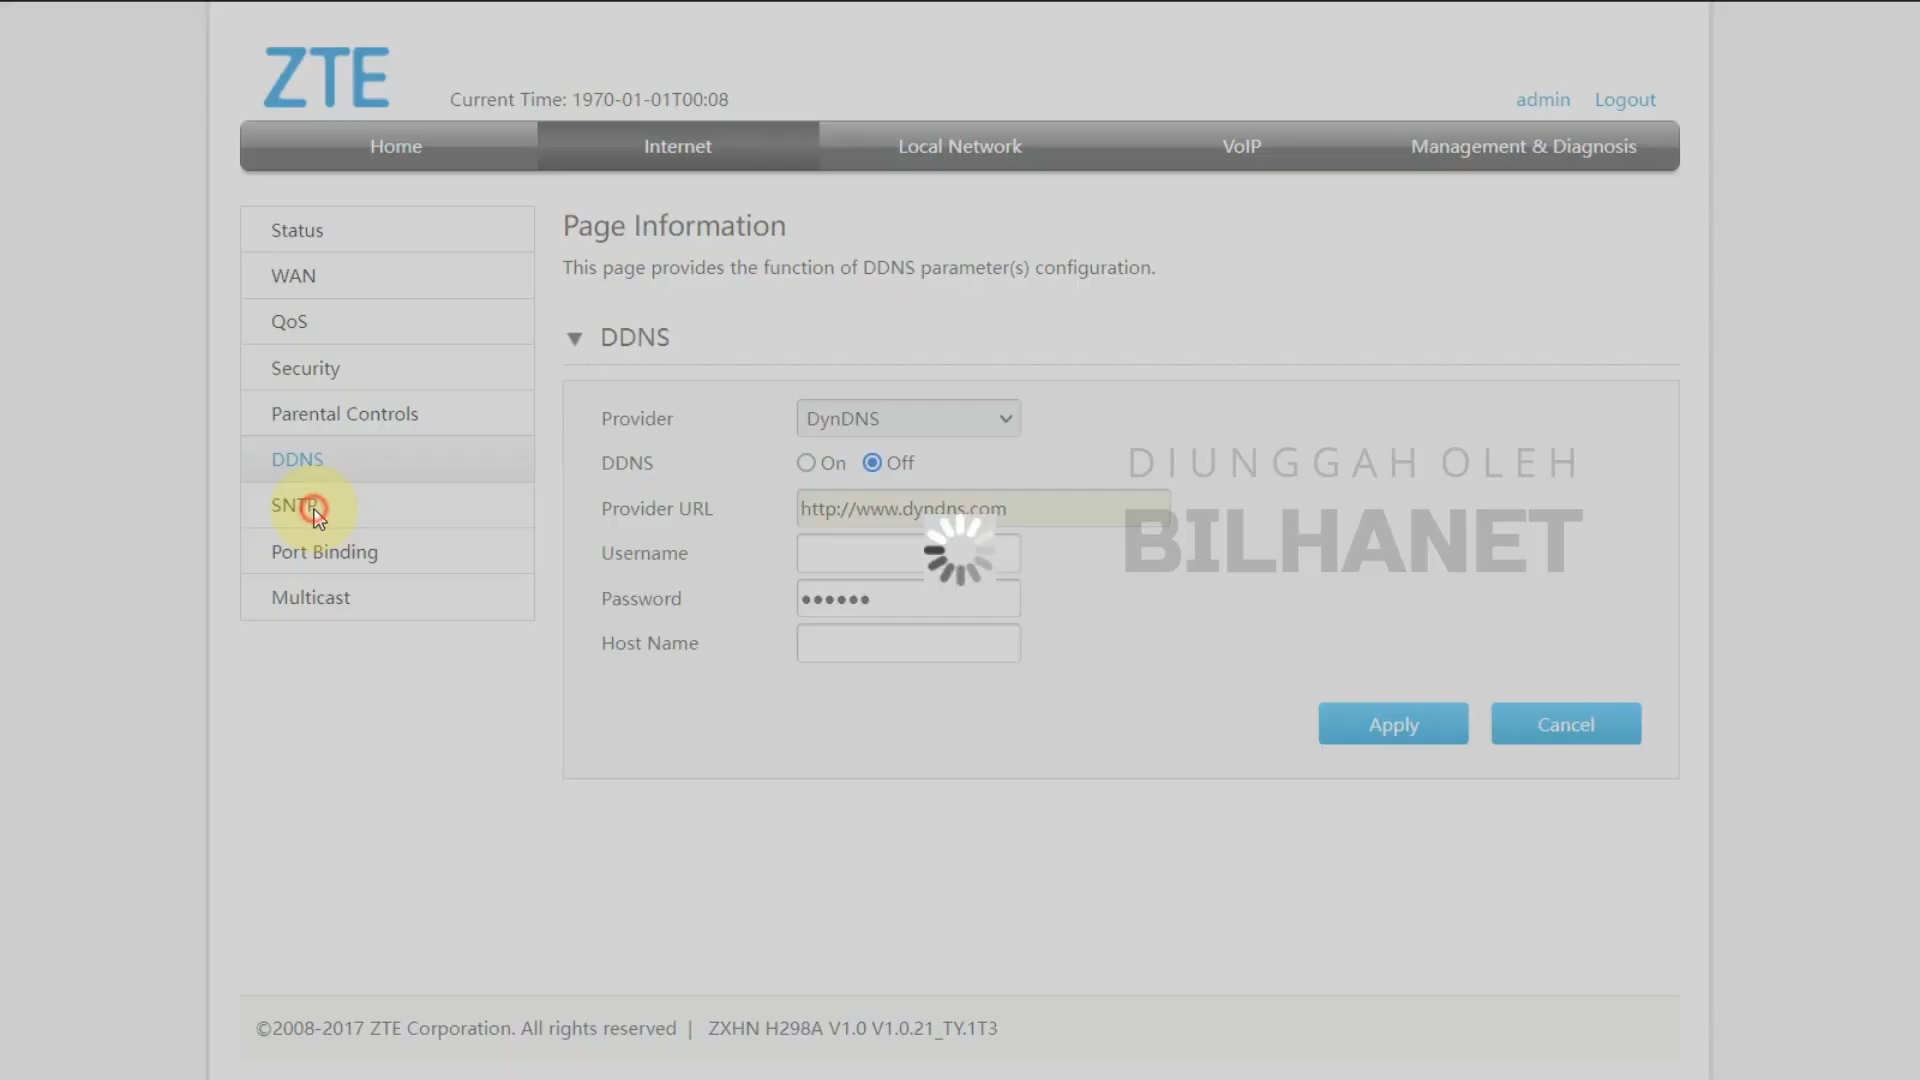 ZTE
Current Time: 1970-01-01T00:08
admin Logout
Home Internet Local Network VoIP Management & Diagnosis
Status
WAN
QoS
Security
Parental Controls
DDNS
SNTP
Port Binding
Multicast
Page Information
This page provides the function of DDNS parameter(s) configuration.
▼ DDNS
Provider DynDNS
DDNS On Off
Provider URL http://www.dyndns.com
Username
Password ••••••
Host Name
Apply Cancel
DIUNGGAH OLEH
BILHANET
©2008-2017 ZTE Corporation. All rights reserved | ZXHN H298A V1.0 V1.0.21_TY.1T3